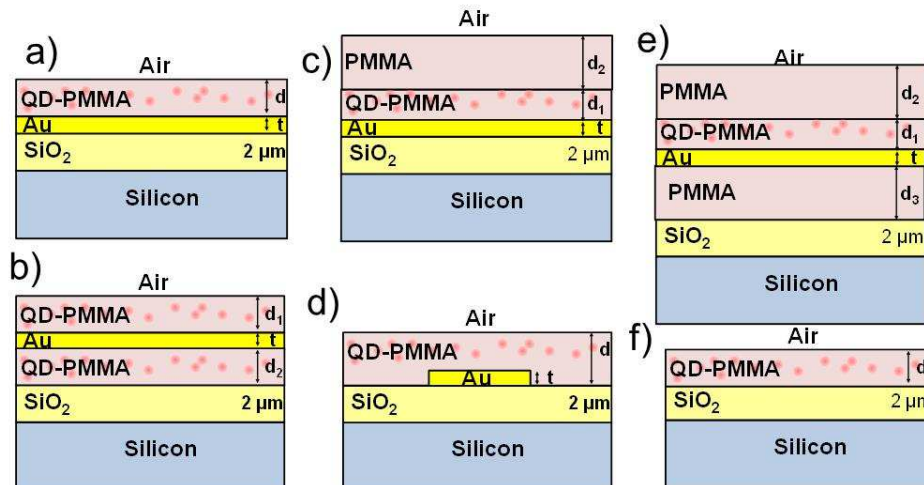 a)
Air
QD-PMMA
d
Au
t
SiO₂
2 µm
Silicon
b)
Air
QD-PMMA
d₁
Au
t
QD-PMMA
d₂
SiO₂
2 µm
Silicon
c)
Air
PMMA
d₂
QD-PMMA
d₁
Au
t
SiO₂
2 µm
Silicon
d)
Air
QD-PMMA
d
Au
t
SiO₂
2 µm
Silicon
e)
Air
PMMA
d₂
QD-PMMA
d₁
Au
t
PMMA
d₃
SiO₂
2 µm
Silicon
f)
Air
QD-PMMA
d
SiO₂
2 µm
Silicon